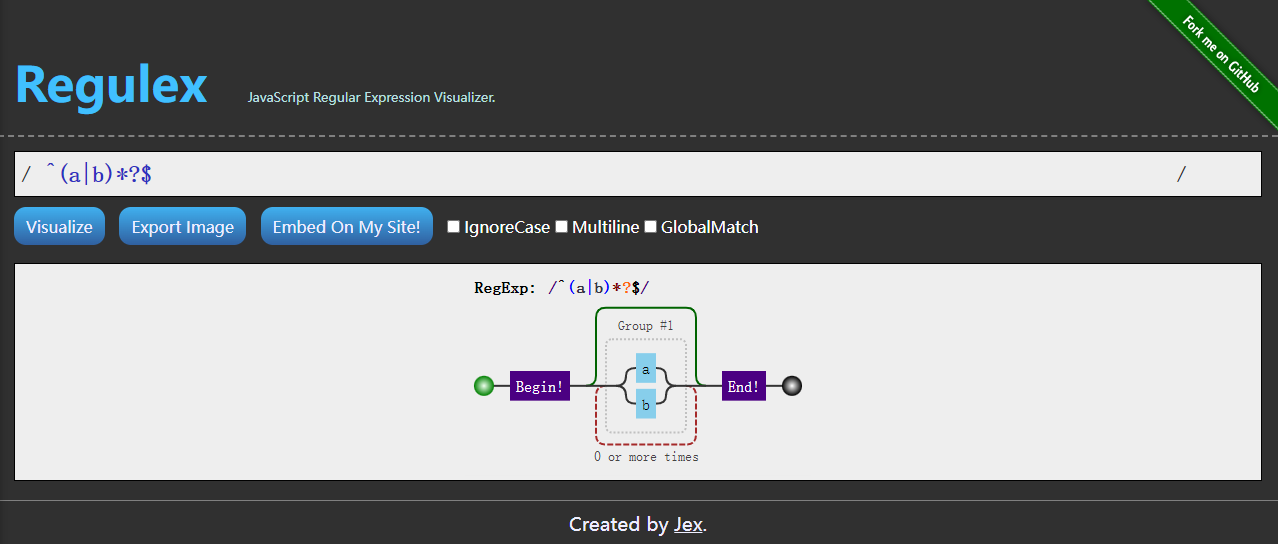 Fork me on GitHub
Regulex JavaScript Regular Expression Visualizer.
/ ^(a|b)*?$ /
Visualize Export Image Embed On My Site! IgnoreCase Multiline GlobalMatch
RegExp: /^(a|b)*?$/
Group #1
a
Begin! End!
b
0 or more times
Created by Jex.